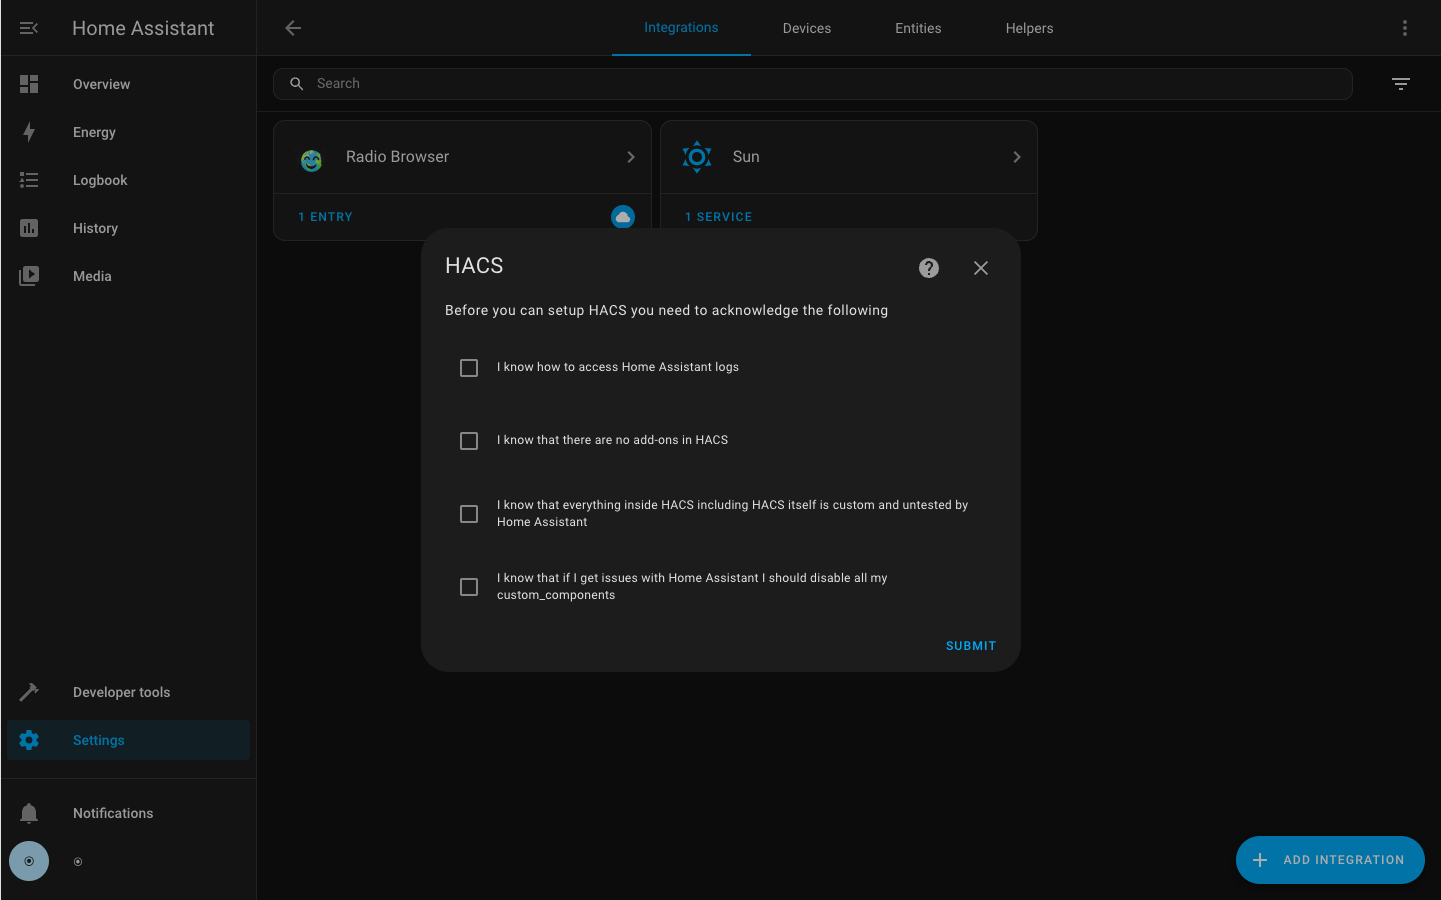 Home Assistant
Integrations
Devices
Entities
Helpers
Overview
Energy
Logbook
History
Media
Developer tools
Settings
Notifications
Search
Radio Browser
1 ENTRY
Sun
1 SERVICE
HACS
Before you can setup HACS you need to acknowledge the following
I know how to access Home Assistant logs
I know that there are no add-ons in HACS
I know that everything inside HACS including HACS itself is custom and untested by
Home Assistant
I know that if I get issues with Home Assistant I should disable all my
custom_components
SUBMIT
ADD INTEGRATION